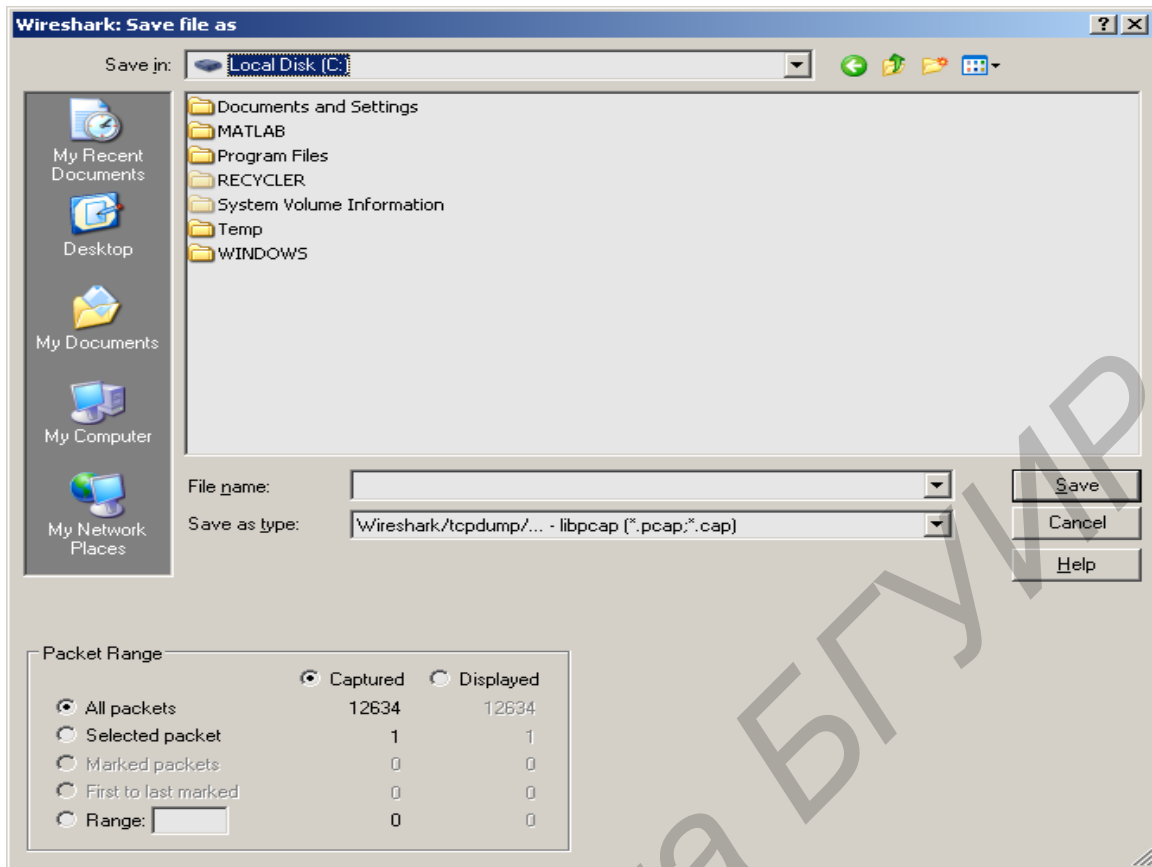 Wireshark: Save file as
Save in:
Local Disk (C:)
My Recent
Documents
Desktop
My Documents
My Computer
My Network
Places
Documents and Settings
MATLAB
Program Files
RECYCLER
System Volume Information
Temp
WINDOWS
File name:
Save as type:
Wireshark/tcpdump/... - libpcap (*.pcap;*.cap)
Save
Cancel
Help
Packet Range
Captured Displayed
All packets 12634 12634
Selected packet 1 1
Marked packets 0 0
First to last marked 0 0
Range: 0 0
БГУИР